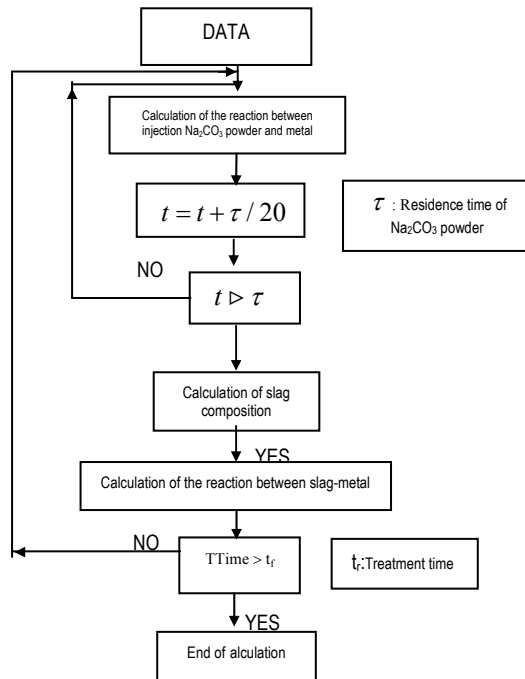 DATA
Calculation of the reaction between
injection Na₂CO₃ powder and metal
t = t + τ / 20
τ : Residence time of
Na₂CO₃ powder
NO
t ▷ τ
Calculation of slag
composition
YES
Calculation of the reaction between slag-metal
NO
TTime > t_f
t_r:Treatment time
YES
End of alculation